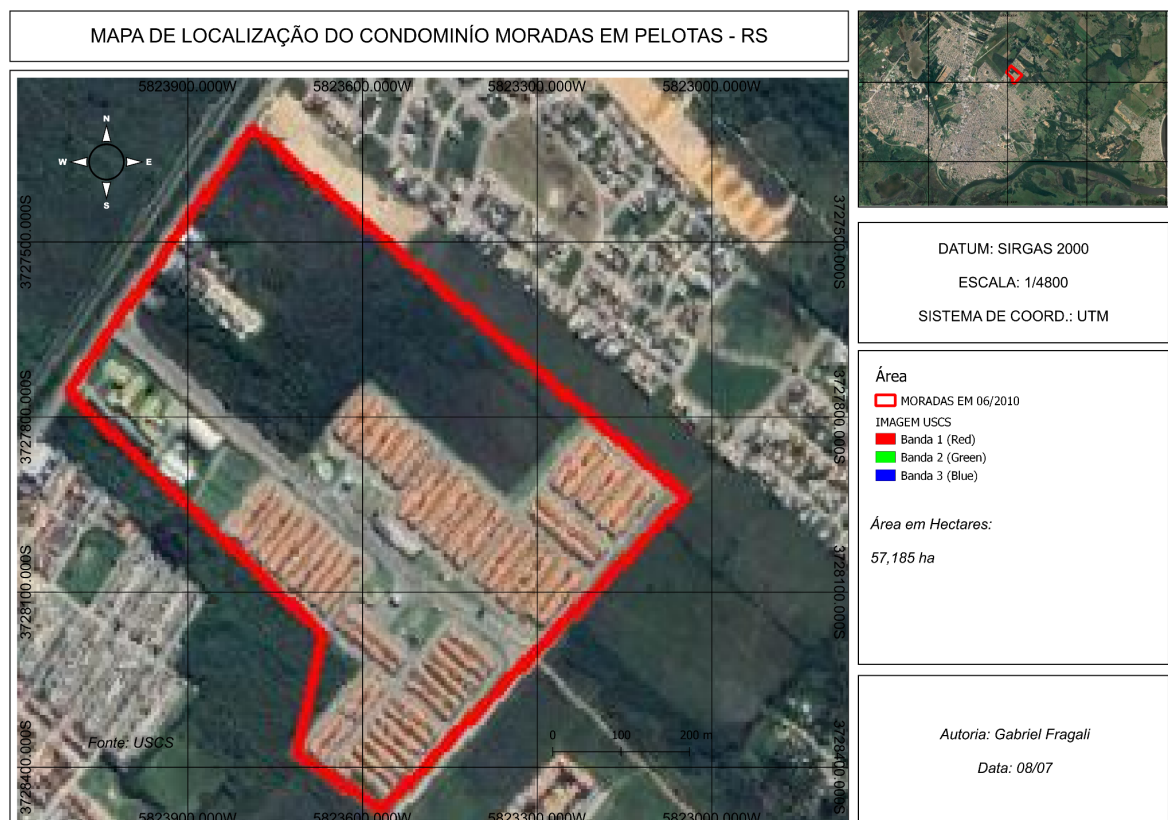 MAPA DE LOCALIZAÇÃO DO CONDOMINÍO MORADAS EM PELOTAS - RS
5823900.000W 5823600.000W 5823300.000W 5823000.000W
N
W E
S
3727500.000S 3727500.000S
3727800.000S 3727800.000S
3728100.000S 3728100.000S
3728400.000S 3728400.000S
Fonte: USCS
0 100 200 m
5823900.000W 5823600.000W 5823300.000W 5823000.000W
DATUM: SIRGAS 2000
ESCALA: 1/4800
SISTEMA DE COORD.: UTM
Área
MORADAS EM 06/2010
IMAGEM USCS
Banda 1 (Red)
Banda 2 (Green)
Banda 3 (Blue)
Área em Hectares:
57,185 ha
Autoria: Gabriel Fragali
Data: 08/07